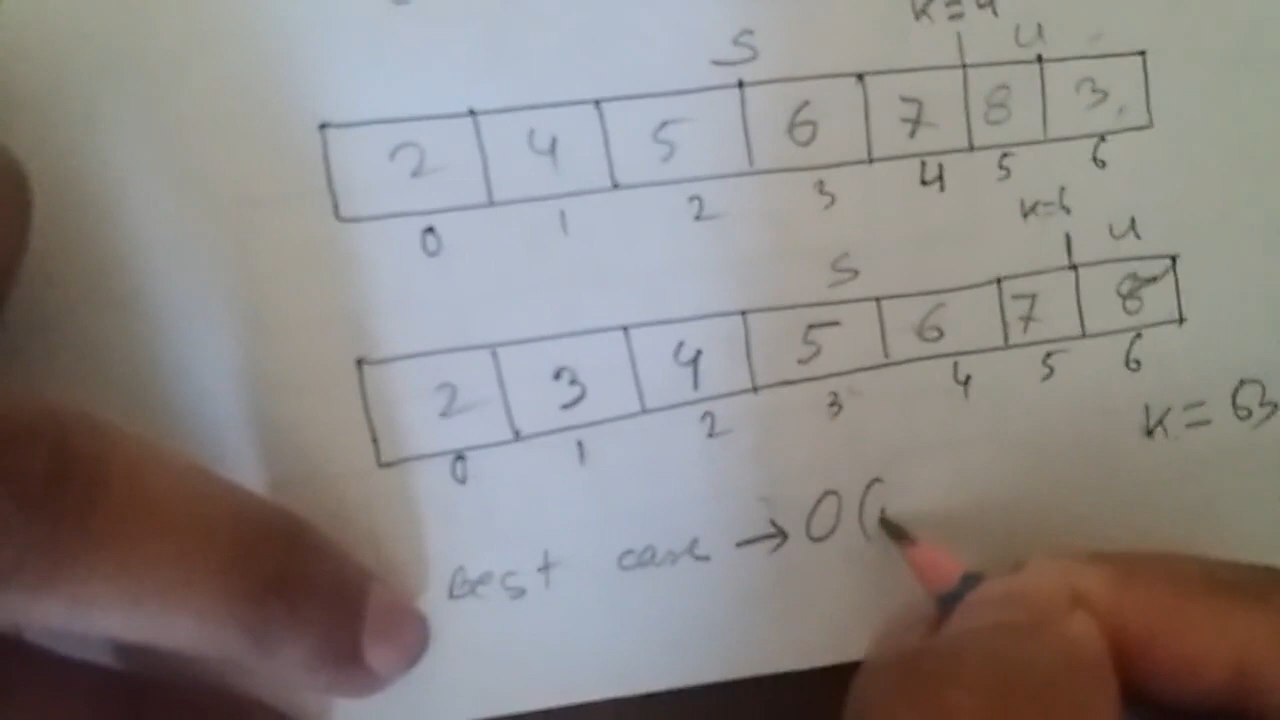 K=4
S u
2 4 5 6 7 8 3
0 1 2 3 4 5 6
K=6
S u
2 3 4 5 6 7 8
0 1 2 3 4 5 6
K=
Best case → O(